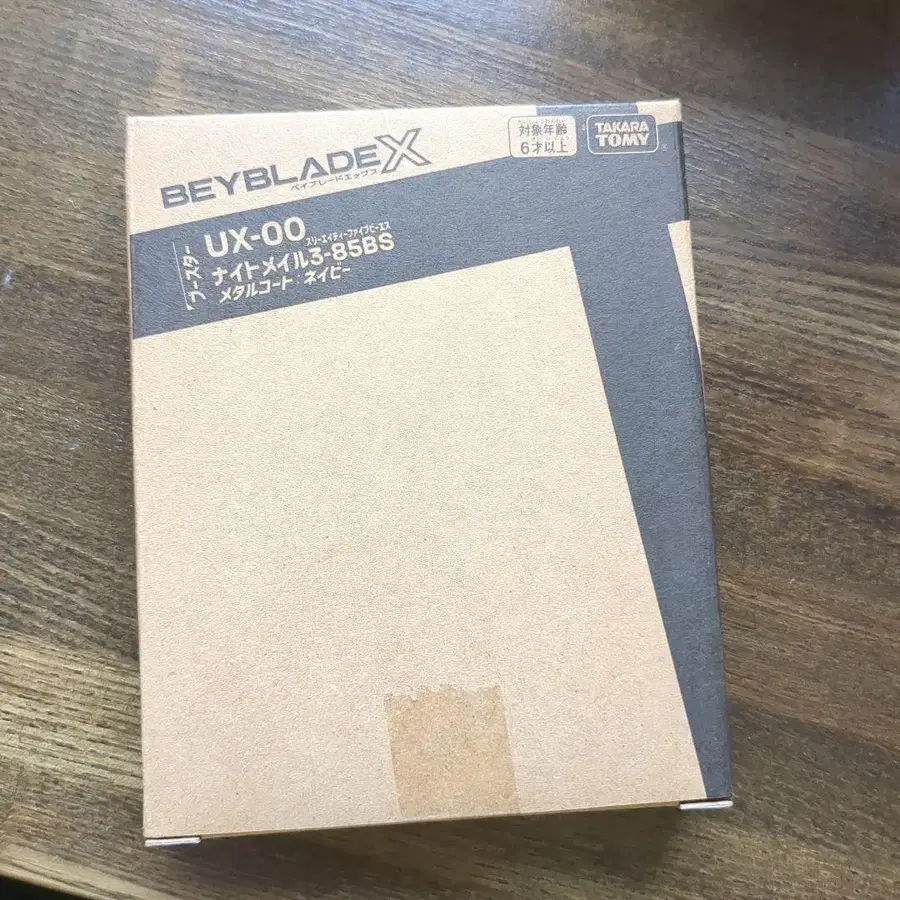 BEYBLADE X
ベイブレードエックス
対象年齢
6才以上
TAKARA
TOMY
ブースター
UX-00
スリーエイティーファイブビーエス
ナイトメイル3-85BS
メタルコート:ネイビー